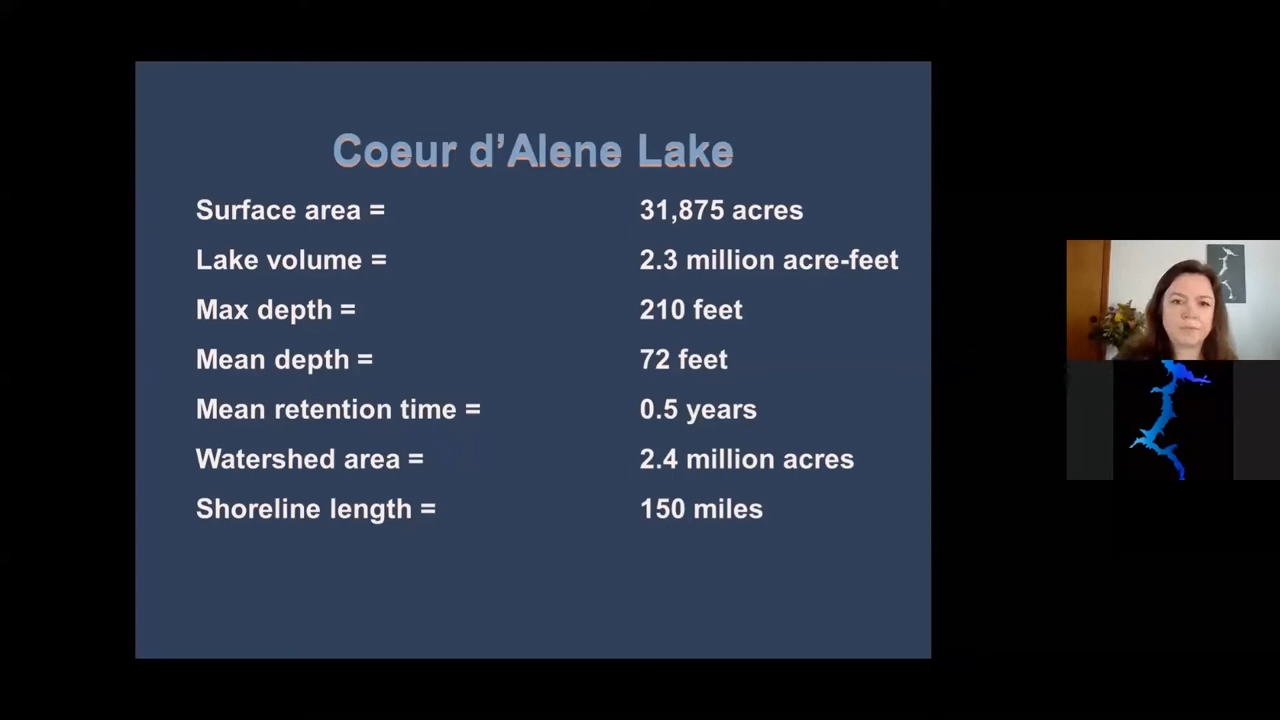 Coeur d’Alene Lake
Surface area = 31,875 acres
Lake volume = 2.3 million acre-feet
Max depth = 210 feet
Mean depth = 72 feet
Mean retention time = 0.5 years
Watershed area = 2.4 million acres
Shoreline length = 150 miles